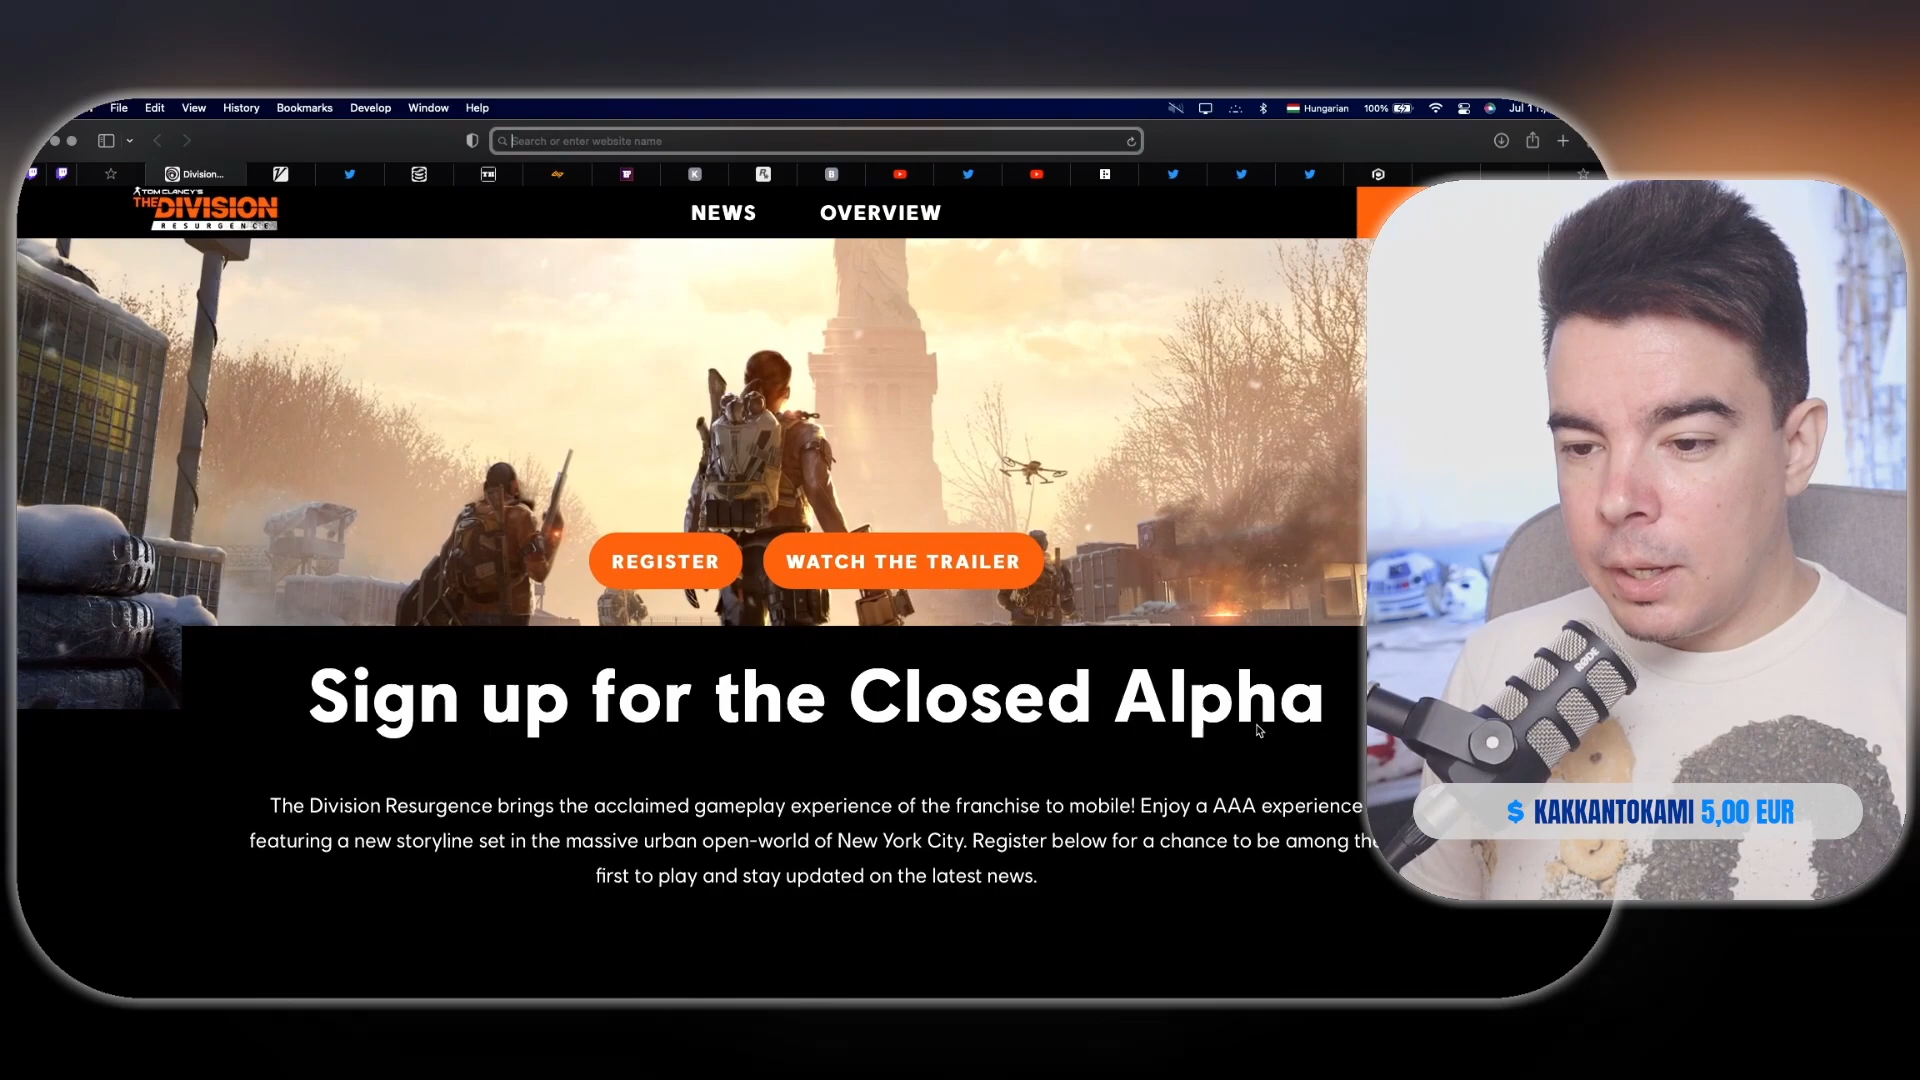 File Edit View History Bookmarks Develop Window Help
Hungarian 100%
Search or enter website name
Division...
TOM CLANCY'S
THE DIVISION
RESURGENCE
NEWS OVERVIEW
REGISTER WATCH THE TRAILER
Sign up for the Closed Alpha
The Division Resurgence brings the acclaimed gameplay experience of the franchise to mobile! Enjoy a AAA experience
featuring a new storyline set in the massive urban open-world of New York City. Register below for a chance to be among the
first to play and stay updated on the latest news.
RØDE
$ KAKKANTOKAMI 5,00 EUR